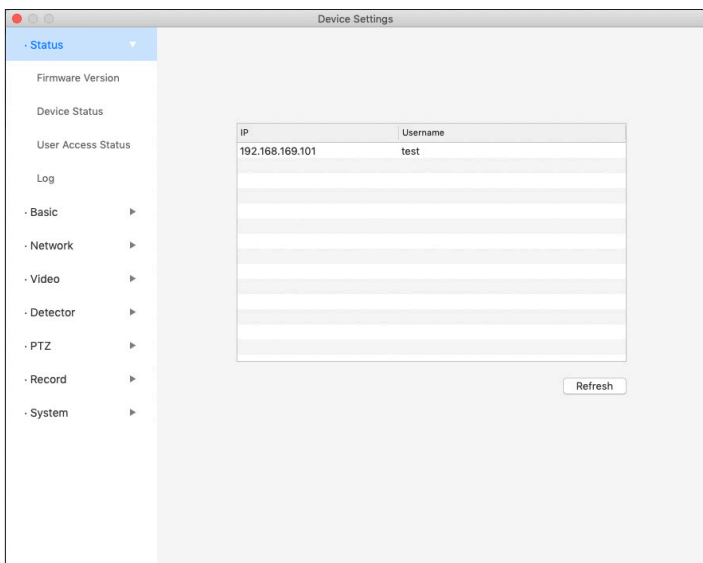 Device Settings
· Status
Firmware Version
Device Status
User Access Status
Log
· Basic
· Network
· Video
· Detector
· PTZ
· Record
· System
IP Username
192.168.169.101 test
Refresh